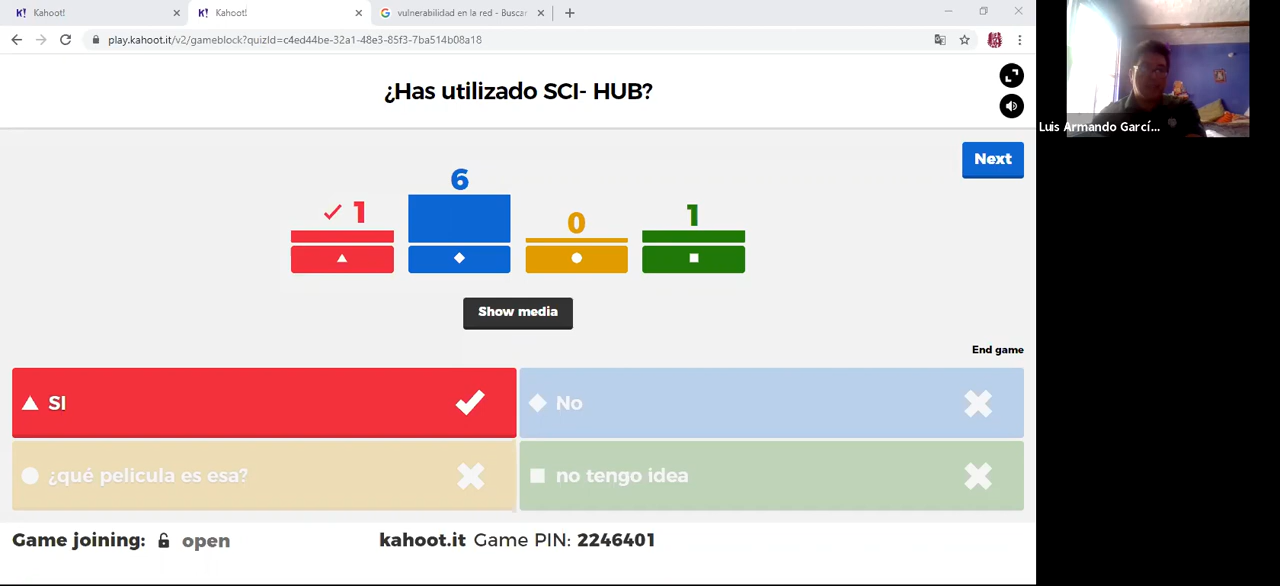 K! Kahoot!
K! Kahoot!
vulnerabilidad en la red - Buscar
play.kahoot.it/v2/gameblock?quizId=c4ed44be-32a1-48e3-85f3-7ba514b08a18
¿Has utilizado SCI- HUB?
Luis Armando Garcí...
Next
1
6
0
1
Show media
End game
SI
No
¿qué pelicula es esa?
no tengo idea
Game joining: open
kahoot.it Game PIN: 2246401